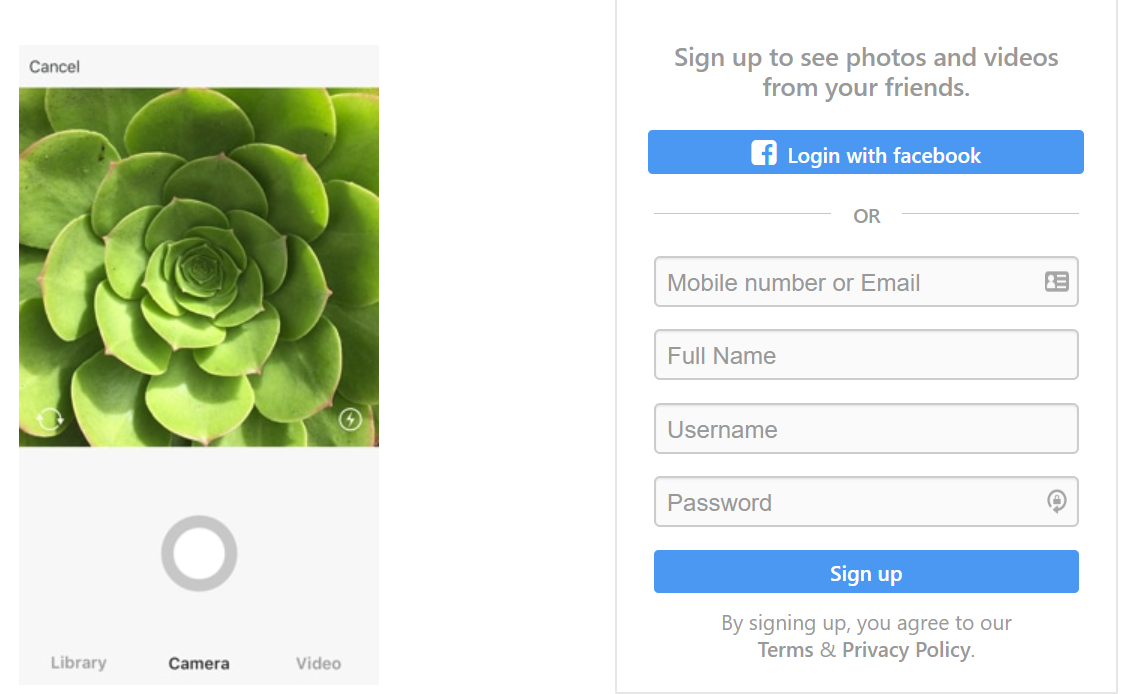 Cancel
Library
Camera
Video
Sign up to see photos and videos
from your friends.
Login with facebook
OR
Mobile number or Email
Full Name
Username
Password
Sign up
By signing up, you agree to our
Terms & Privacy Policy.